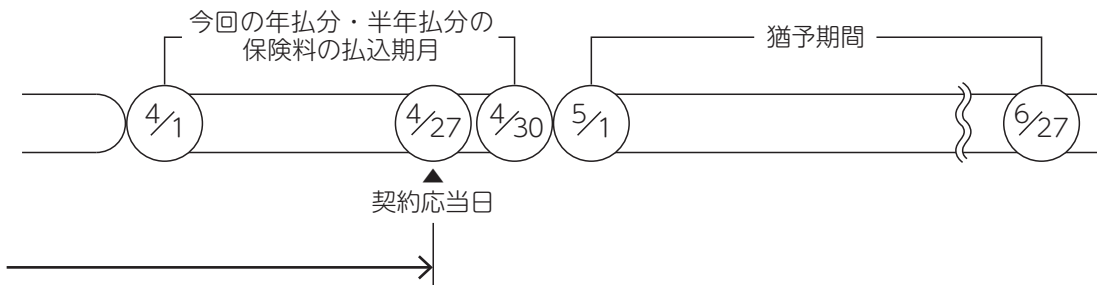 今回の年払分・半年払分の
保険料の払込期月
猶予期間
4/1
4/27
4/30
5/1
6/27
契約応当日